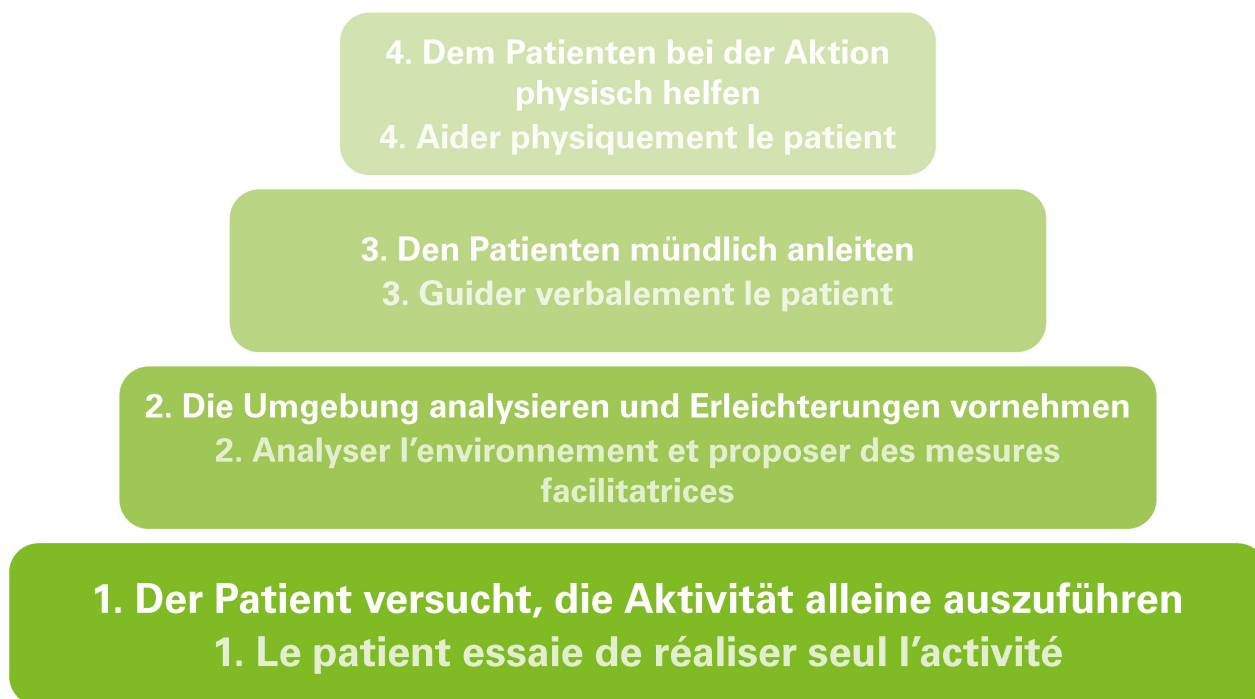 4. Dem Patienten bei der Aktion
physisch helfen
4. Aider physiquement le patient
3. Den Patienten mündlich anleiten
3. Guider verbalement le patient
2. Die Umgebung analysieren und Erleichterungen vornehmen
2. Analyser l’environnement et proposer des mesures
facilitatrices
1. Der Patient versucht, die Aktivität alleine auszuführen
1. Le patient essaie de réaliser seul l’activité